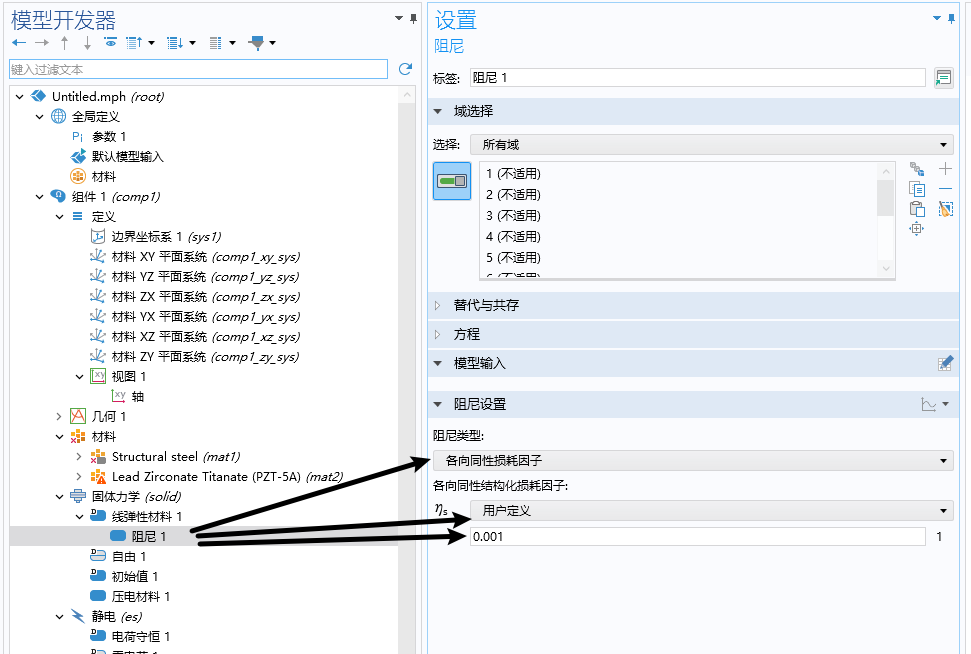 模型开发器
键入过滤文本
Untitled.mph (root)
全局定义
Pi 参数 1
默认模型输入
材料
组件 1 (comp1)
定义
边界坐标系 1 (sys1)
材料 XY 平面系统 (comp1_xy_sys)
材料 YZ 平面系统 (comp1_yz_sys)
材料 ZX 平面系统 (comp1_zx_sys)
材料 YX 平面系统 (comp1_yx_sys)
材料 XZ 平面系统 (comp1_xz_sys)
材料 ZY 平面系统 (comp1_zy_sys)
xy 视图 1
xy 轴
几何 1
材料
Structural steel (mat1)
Lead Zirconate Titanate (PZT-5A) (mat2)
固体力学 (solid)
D 线弹性材料 1
阻尼 1
D 自由 1
D 初始值 1
压电材料 1
静电 (es)
D 电荷守恒 1
D
设置
阻尼
标签: 阻尼 1
域选择
选择: 所有域
1 (不适用)
2 (不适用)
3 (不适用)
4 (不适用)
5 (不适用)
6 (不适用)
替代与共存
方程
模型输入
阻尼设置
阻尼类型:
各向同性损耗因子
各向同性结构化损耗因子:
ηs 用户定义
0.001 1